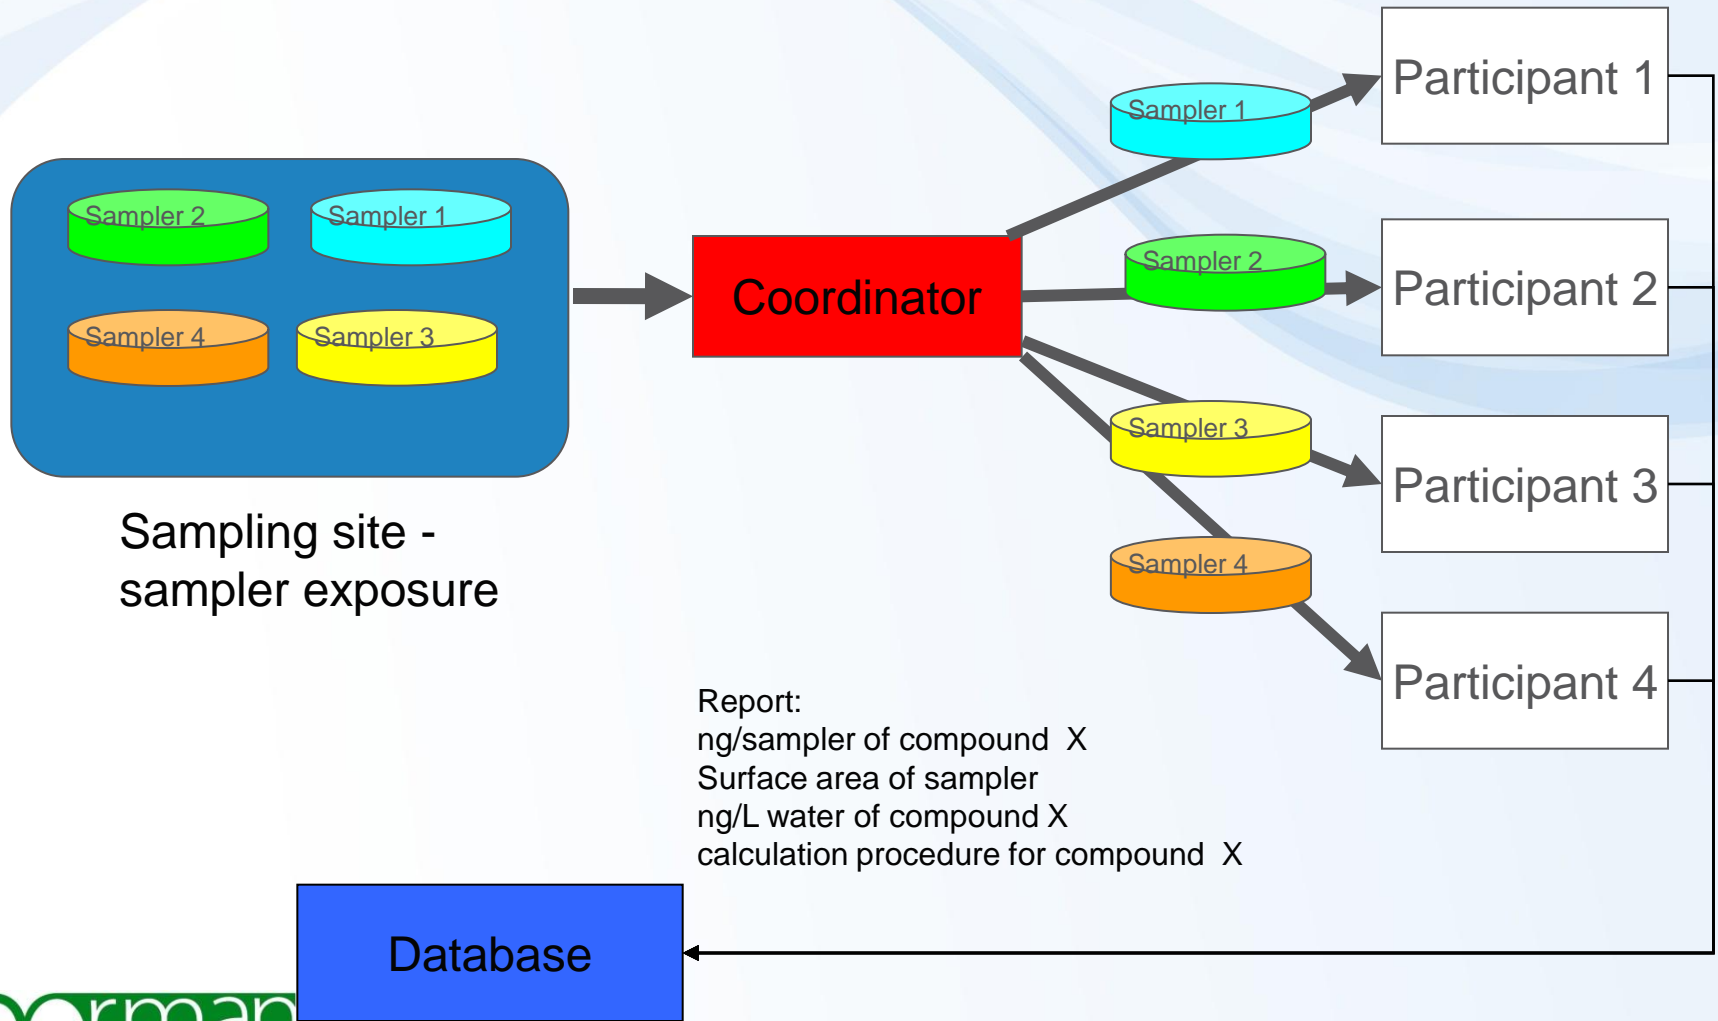 Sampler 2
Sampler 1
Sampler 4
Sampler 3
Sampling site -
sampler exposure
Coordinator
Sampler 1
Sampler 2
Sampler 3
Sampler 4
Participant 1
Participant 2
Participant 3
Participant 4
Report:
ng/sampler of compound X
Surface area of sampler
ng/L water of compound X
calculation procedure for compound X
Database